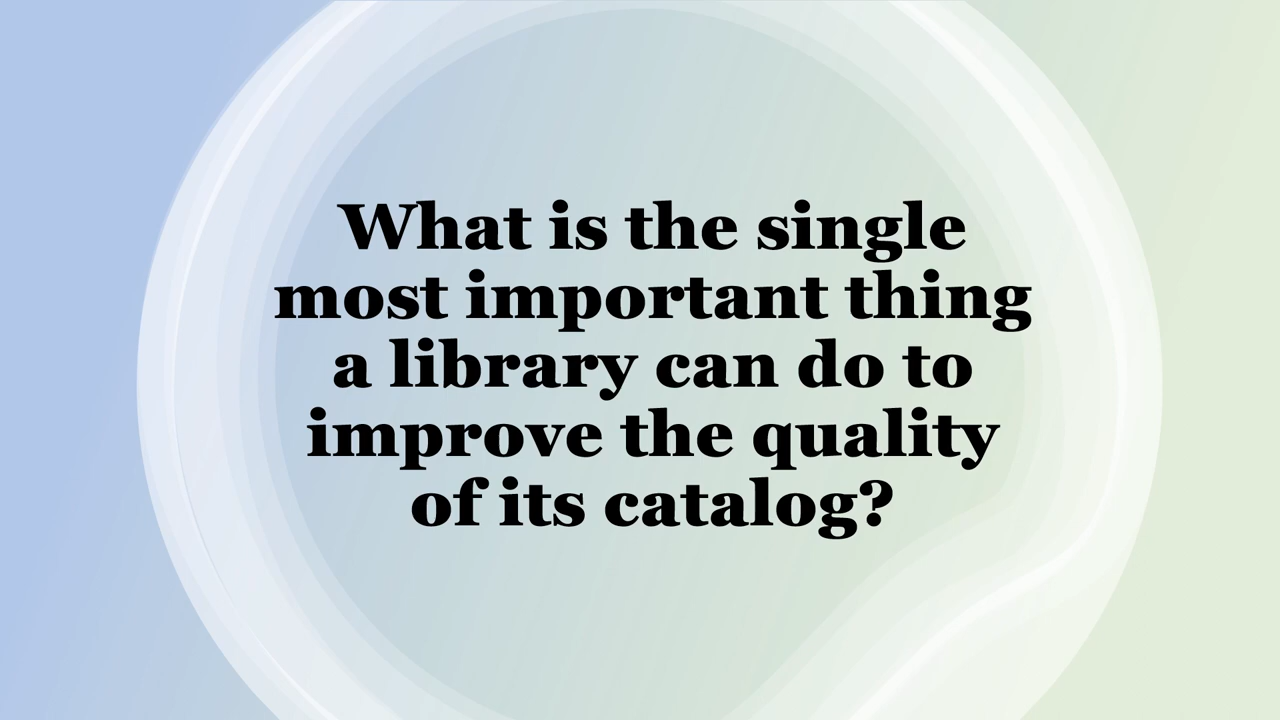 What is the single
most important thing
a library can do to
improve the quality
of its catalog?